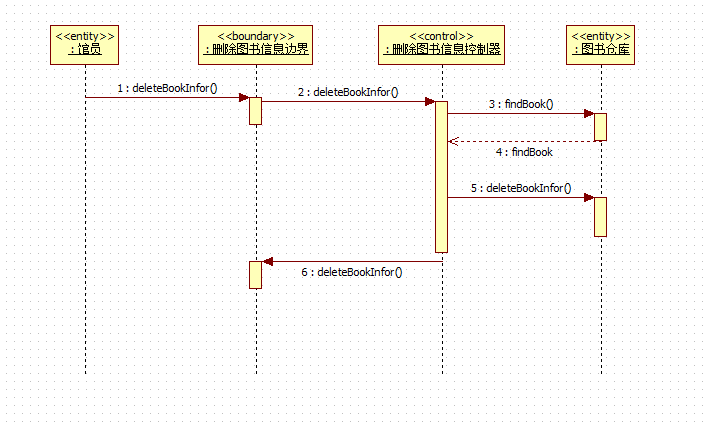 <<entity>>
: 馆员
<<boundary>>
: 删除图书信息边界
<<control>>
: 删除图书信息控制器
<<entity>>
: 图书仓库
1 : deleteBookInfor()
2 : deleteBookInfor()
3 : findBook()
4 : findBook
5 : deleteBookInfor()
6 : deleteBookInfor()